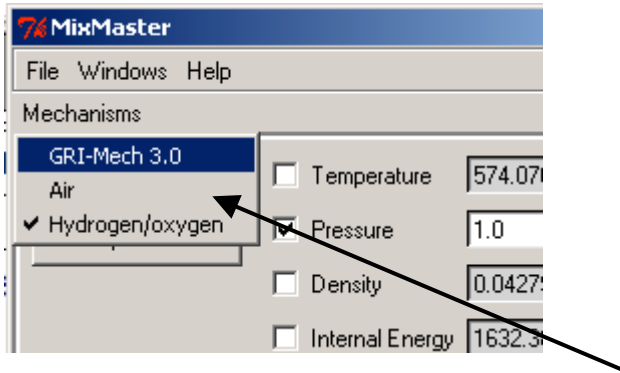 MixMaster
File Windows Help
Mechanisms
GRI-Mech 3.0
Air
✔ Hydrogen/oxygen
Temperature
Pressure 1.0
Density
Internal Energy